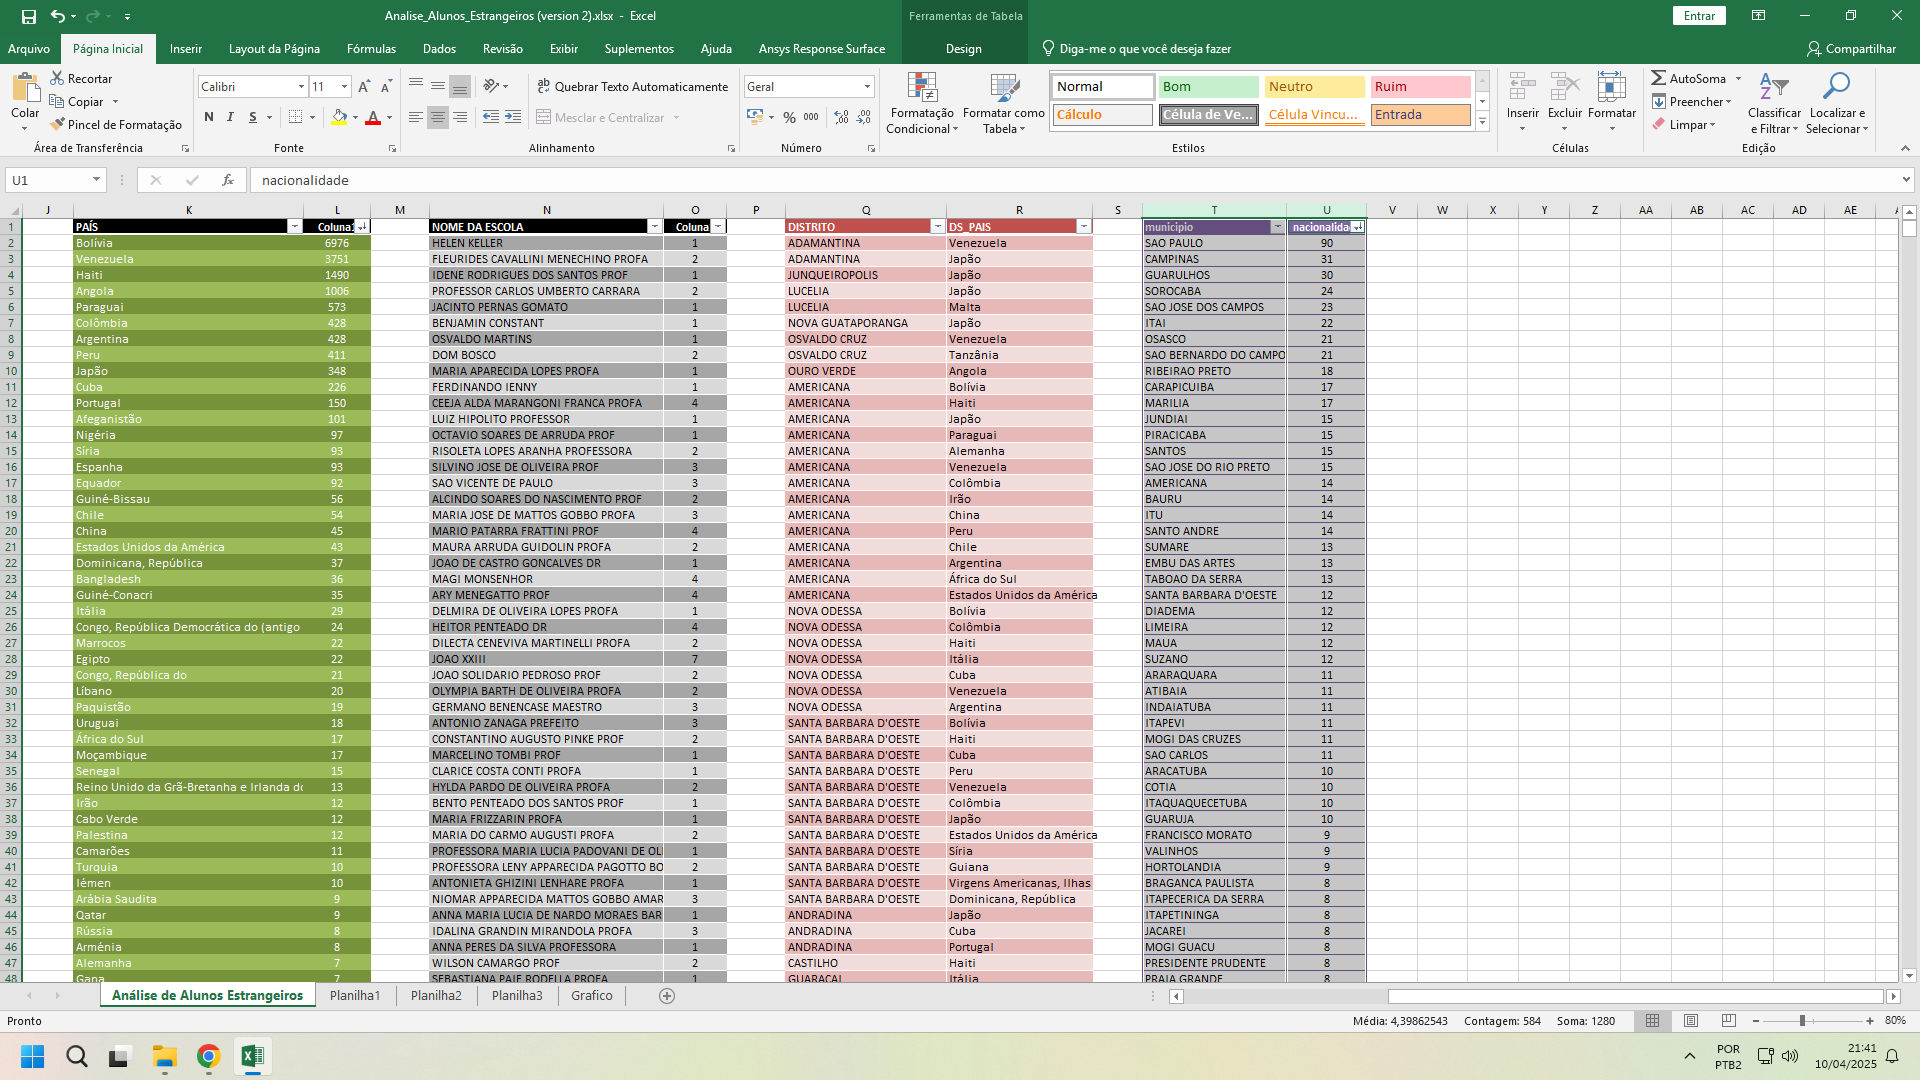 Analise_Alunos_Estrangeiros (version 2).xlsx - Excel
Ferramentas de Tabela
Entrar
Arquivo Página Inicial Inserir Layout da Página Fórmulas Dados Revisão Exibir Suplementos Ajuda Ansys Response Surface Design Diga-me o que você deseja fazer Compartilhar
Colar
Recortar
Copiar
Pincel de Formatação
Área de Transferência
Calibri 11
N I S
Fonte
Quebrar Texto Automaticamente
Mesclar e Centralizar
Alinhamento
Geral
% 000
Número
Formatação Condicional
Formatar como Tabela
Normal Bom Neutro Ruim
Cálculo Célula de Ve... Célula Vincu... Entrada
Estilos
Inserir Excluir Formatar
Células
AutoSoma
Preencher
Limpar
Classificar e Filtrar
Localizar e Selecionar
Edição
U1 fx nacionalidade
J K L M N O P Q R S T U V W X Y Z AA AB AC AD AE
1 PAÍS Coluna1 NOME DA ESCOLA Coluna DISTRITO DS_PAIS municipio nacionalida
2 Bolívia 6976 HELEN KELLER 1 ADAMANTINA Venezuela SAO PAULO 90
3 Venezuela 3751 FLEURIDES CAVALLINI MENECHINO PROFA 2 ADAMANTINA Japão CAMPINAS 31
4 Haiti 1490 IDENE RODRIGUES DOS SANTOS PROF 1 JUNQUEIROPOLIS Japão GUARULHOS 30
5 Angola 1006 PROFESSOR CARLOS UMBERTO CARRARA 2 LUCELIA Japão SOROCABA 24
6 Paraguai 573 JACINTO PERNAS GOMATO 1 LUCELIA Malta SAO JOSE DOS CAMPOS 23
7 Colômbia 428 BENJAMIN CONSTANT 1 NOVA GUATAPORANGA Japão ITAI 22
8 Argentina 428 OSVALDO MARTINS 1 OSVALDO CRUZ Venezuela OSASCO 21
9 Peru 411 DOM BOSCO 2 OSVALDO CRUZ Tanzânia SAO BERNARDO DO CAMPO 21
10 Japão 348 MARIA APARECIDA LOPES PROFA 1 OURO VERDE Angola RIBEIRAO PRETO 18
11 Cuba 226 FERDINANDO IENNY 1 AMERICANA Bolívia CARAPICUIBA 17
12 Portugal 150 CEEJA ALDA MARANGONI FRANCA PROFA 4 AMERICANA Haiti MARILIA 17
13 Afeganistão 101 LUIZ HIPOLITO PROFESSOR 1 AMERICANA Japão JUNDIAI 15
14 Nigéria 97 OCTAVIO SOARES DE ARRUDA PROF 1 AMERICANA Paraguai PIRACICABA 15
15 Síria 93 RISOLETA LOPES ARANHA PROFESSORA 2 AMERICANA Alemanha SANTOS 15
16 Espanha 93 SILVINO JOSE DE OLIVEIRA PROF 3 AMERICANA Venezuela SAO JOSE DO RIO PRETO 15
17 Equador 92 SAO VICENTE DE PAULO 3 AMERICANA Colômbia AMERICANA 14
18 Guiné-Bissau 56 ALCINDO SOARES DO NASCIMENTO PROF 2 AMERICANA Irão BAURU 14
19 Chile 54 MARIA JOSE DE MATTOS GOBBO PROFA 3 AMERICANA China ITU 14
20 China 45 MARIO PATARRA FRATTINI PROF 4 AMERICANA Peru SANTO ANDRE 14
21 Estados Unidos da América 43 MAURA ARRUDA GUIDOLIN PROFA 2 AMERICANA Chile SUMARE 13
22 Dominicana, República 37 JOAO DE CASTRO GONCALVES DR 1 AMERICANA Argentina EMBU DAS ARTES 13
23 Bangladesh 36 MAGI MONSENHOR 4 AMERICANA África do Sul TABOAO DA SERRA 13
24 Guiné-Conacri 35 ARY MENEGATTO PROF 4 AMERICANA Estados Unidos da América SANTA BARBARA D'OESTE 12
25 Itália 29 DELMIRA DE OLIVEIRA LOPES PROFA 1 NOVA ODESSA Bolívia DIADEMA 12
26 Congo, República Democrática do (antigo 24 HEITOR PENTEADO DR 4 NOVA ODESSA Colômbia LIMEIRA 12
27 Marrocos 22 DILECTA CENEVIVA MARTINELLI PROFA 2 NOVA ODESSA Haiti MAUA 12
28 Egipto 22 JOAO XXIII 7 NOVA ODESSA Itália SUZANO 12
29 Congo, República do 21 JOAO SOLIDARIO PEDROSO PROF 2 NOVA ODESSA Cuba ARARAQUARA 11
30 Líbano 20 OLYMPIA BARTH DE OLIVEIRA PROFA 2 NOVA ODESSA Venezuela ATIBAIA 11
31 Paquistão 19 GERMANO BENENCASE MAESTRO 3 NOVA ODESSA Argentina INDAIATUBA 11
32 Uruguai 18 ANTONIO ZANAGA PREFEITO 3 SANTA BARBARA D'OESTE Bolívia ITAPEVI 11
33 África do Sul 17 CONSTANTINO AUGUSTO PINKE PROF 2 SANTA BARBARA D'OESTE Haiti MOGI DAS CRUZES 11
34 Moçambique 17 MARCELINO TOMBI PROF 1 SANTA BARBARA D'OESTE Cuba SAO CARLOS 11
35 Senegal 15 CLARICE COSTA CONTI PROFA 1 SANTA BARBARA D'OESTE Peru ARACATUBA 10
36 Reino Unido da Grã-Bretanha e Irlanda do 13 HYLDA PARDO DE OLIVEIRA PROFA 2 SANTA BARBARA D'OESTE Venezuela COTIA 10
37 Irão 12 BENTO PENTEADO DOS SANTOS PROF 1 SANTA BARBARA D'OESTE Colômbia ITAQUAQUECETUBA 10
38 Cabo Verde 12 MARIA FRIZZARIN PROFA 1 SANTA BARBARA D'OESTE Japão GUARUJA 10
39 Palestina 12 MARIA DO CARMO AUGUSTI PROFA 2 SANTA BARBARA D'OESTE Estados Unidos da América FRANCISCO MORATO 9
40 Camarões 11 PROFESSORA MARIA LUCIA PADOVANI DE OLI 1 SANTA BARBARA D'OESTE Síria VALINHOS 9
41 Turquia 10 PROFESSORA LENY APPARECIDA PAGOTTO BO 2 SANTA BARBARA D'OESTE Guiana HORTOLANDIA 9
42 Iémen 10 ANTONIETA GHIZINI LENHARE PROFA 1 SANTA BARBARA D'OESTE Virgens Americanas, Ilhas BRAGANCA PAULISTA 8
43 Arábia Saudita 9 NIOMAR APPARECIDA MATTOS GOBBO AMAR 3 SANTA BARBARA D'OESTE Dominicana, República ITAPECERICA DA SERRA 8
44 Qatar 9 ANNA MARIA LUCIA DE NARDO MORAES BAR 1 ANDRADINA Japão ITAPETININGA 8
45 Rússia 8 IDALINA GRANDIN MIRANDOLA PROFA 3 ANDRADINA Cuba JACAREI 8
46 Arménia 8 ANNA PERES DA SILVA PROFESSORA 1 ANDRADINA Portugal MOGI GUACU 8
47 Alemanha 7 WILSON CAMARGO PROF 2 CASTILHO Haiti PRESIDENTE PRUDENTE 8
48 Gana 7 SEBASTIANA PAIE RODELLA PROFA 1 GUARACAI Itália PRAIA GRANDE 8
Análise de Alunos Estrangeiros Planilha1 Planilha2 Planilha3 Grafico
Pronto Média: 4,39862543 Contagem: 584 Soma: 1280 80%
POR
PTB2
21:41
10/04/2025